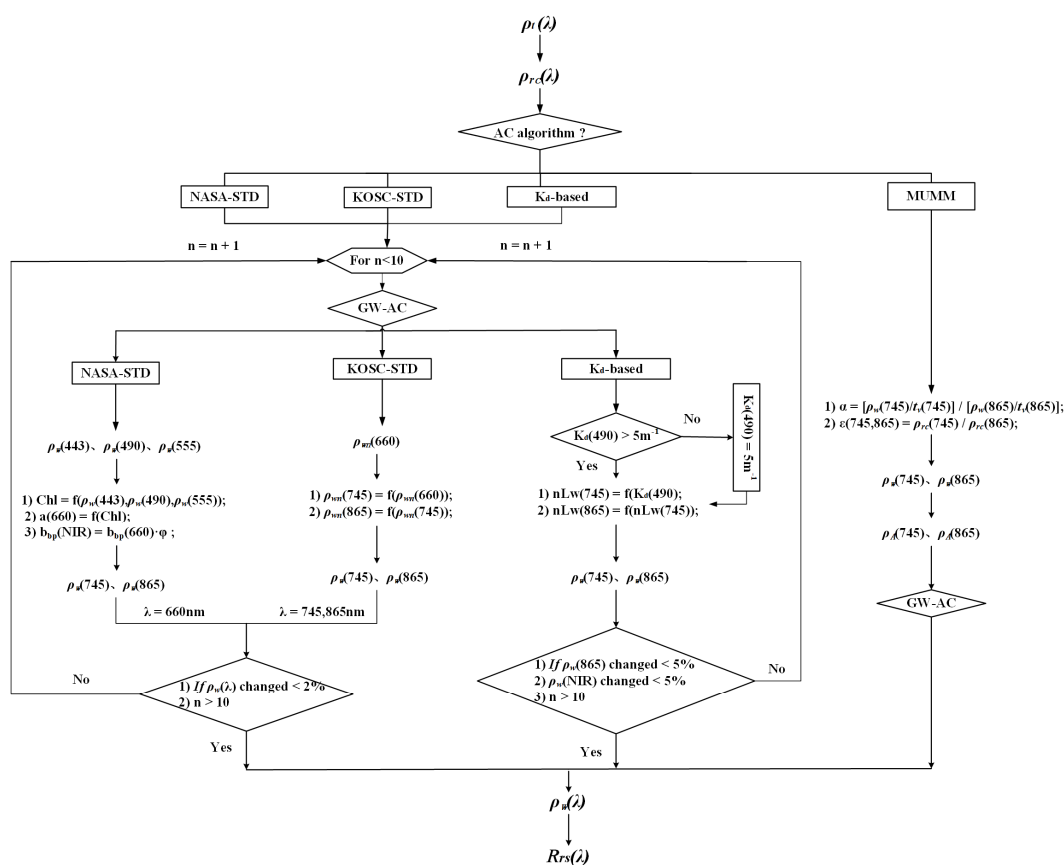 ρt(λ)
ρrc(λ)
AC algorithm ?
NASA-STD
KOSC-STD
Kd-based
MUMM
n = n + 1
n = n + 1
For n<10
GW-AC
NASA-STD
KOSC-STD
Kd-based
ρw(443)、ρw(490)、ρw(555)
ρwn(660)
Kd(490) > 5m⁻¹
No
Kd(490) = 5m⁻¹
Yes
1) α = [ρw(745)/tv(745)] / [ρw(865)/tv(865)];
2) ε(745,865) = ρrc(745) / ρrc(865);
1) Chl = f(ρw(443),ρw(490),ρw(555));
2) a(660) = f(Chl);
3) bbp(NIR) = bbp(660)·φ ;
1) ρwn(745) = f(ρwn(660));
2) ρwn(865) = f(ρwn(745));
1) nLw(745) = f(Kd(490);
2) nLw(865) = f(nLw(745));
ρw(745)、ρw(865)
ρA(745)、ρA(865)
GW-AC
ρw(745)、ρw(865)
ρw(745)、ρw(865)
ρw(745)、ρw(865)
λ = 660nm
λ = 745,865nm
No
1) If ρw(λ) changed < 2%
2) n > 10
Yes
1) If ρw(865) changed < 5%
2) ρw(NIR) changed < 5%
3) n > 10
No
Yes
ρw(λ)
Rrs(λ)